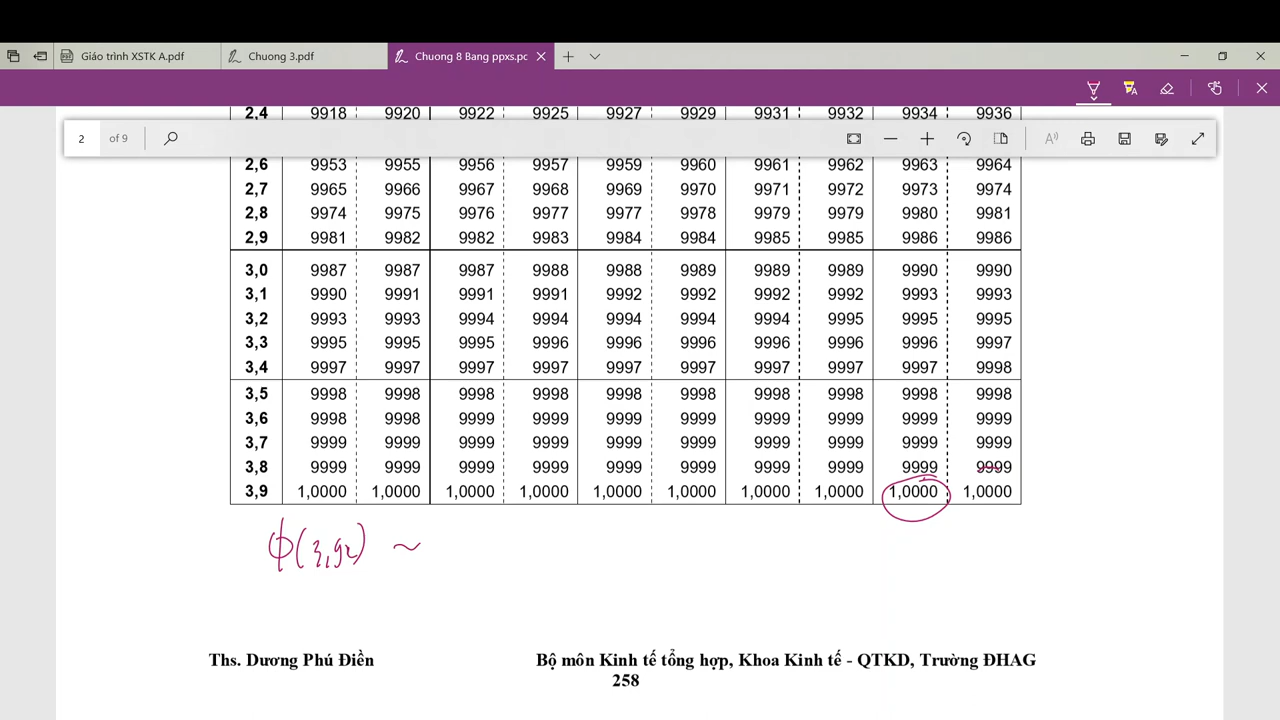 Giáo trình XSTK A.pdf Chuong 3.pdf Chuong 8 Bang ppxs.pc
2,4 9918 9920 9922 9925 9927 9929 9931 9932 9934 9936
2 of 9
2,6 9953 9955 9956 9957 9959 9960 9961 9962 9963 9964
2,7 9965 9966 9967 9968 9969 9970 9971 9972 9973 9974
2,8 9974 9975 9976 9977 9977 9978 9979 9979 9980 9981
2,9 9981 9982 9982 9983 9984 9984 9985 9985 9986 9986
3,0 9987 9987 9987 9988 9988 9989 9989 9989 9990 9990
3,1 9990 9991 9991 9991 9992 9992 9992 9992 9993 9993
3,2 9993 9993 9994 9994 9994 9994 9994 9995 9995 9995
3,3 9995 9995 9995 9996 9996 9996 9996 9996 9996 9997
3,4 9997 9997 9997 9997 9997 9997 9997 9997 9997 9998
3,5 9998 9998 9998 9998 9998 9998 9998 9998 9998 9998
3,6 9998 9998 9999 9999 9999 9999 9999 9999 9999 9999
3,7 9999 9999 9999 9999 9999 9999 9999 9999 9999 9999
3,8 9999 9999 9999 9999 9999 9999 9999 9999 9999 9999
3,9 1,0000 1,0000 1,0000 1,0000 1,0000 1,0000 1,0000 1,0000 1,0000 1,0000
ϕ(3,92) ~
Ths. Dương Phú Điền Bộ môn Kinh tế tổng hợp, Khoa Kinh tế - QTKD, Trường ĐHAG
258